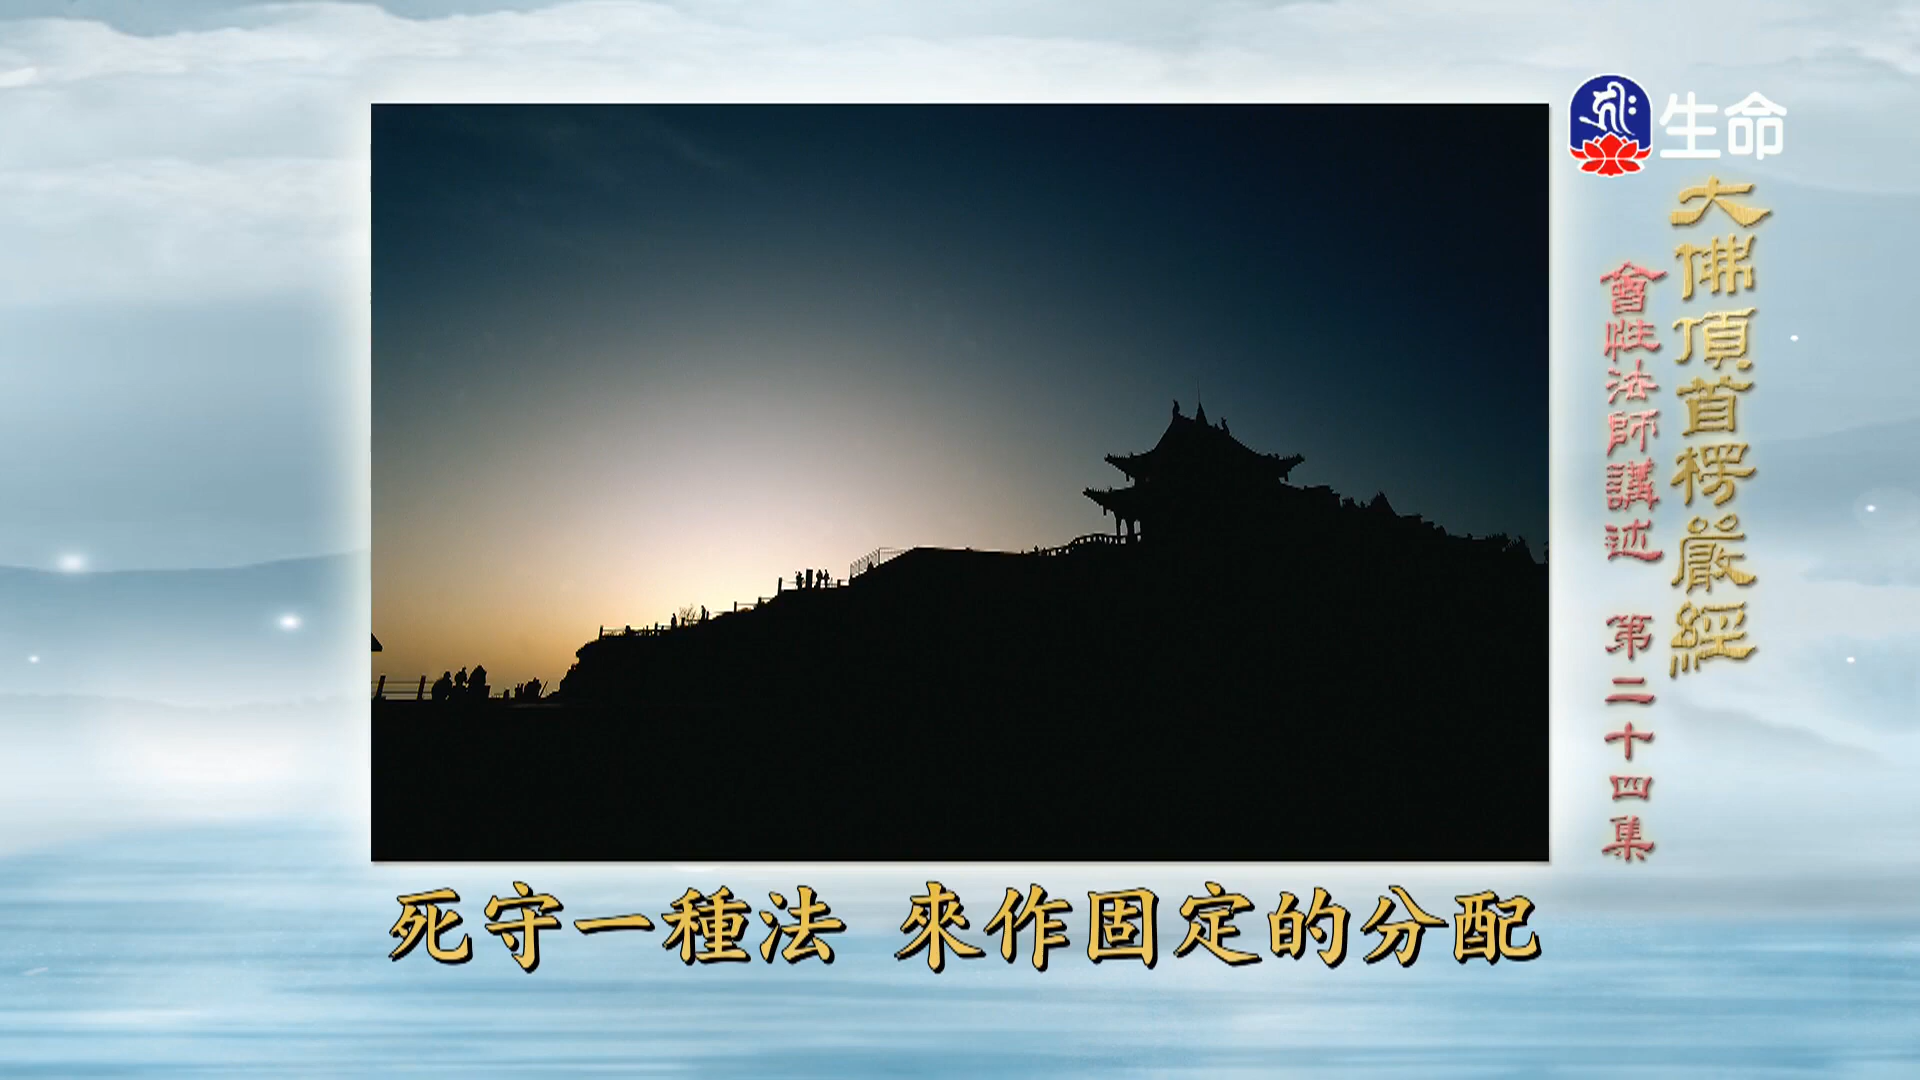 生命
大佛頂首楞嚴經
會性法師講述 第二十四集
死守一種法 來作固定的分配